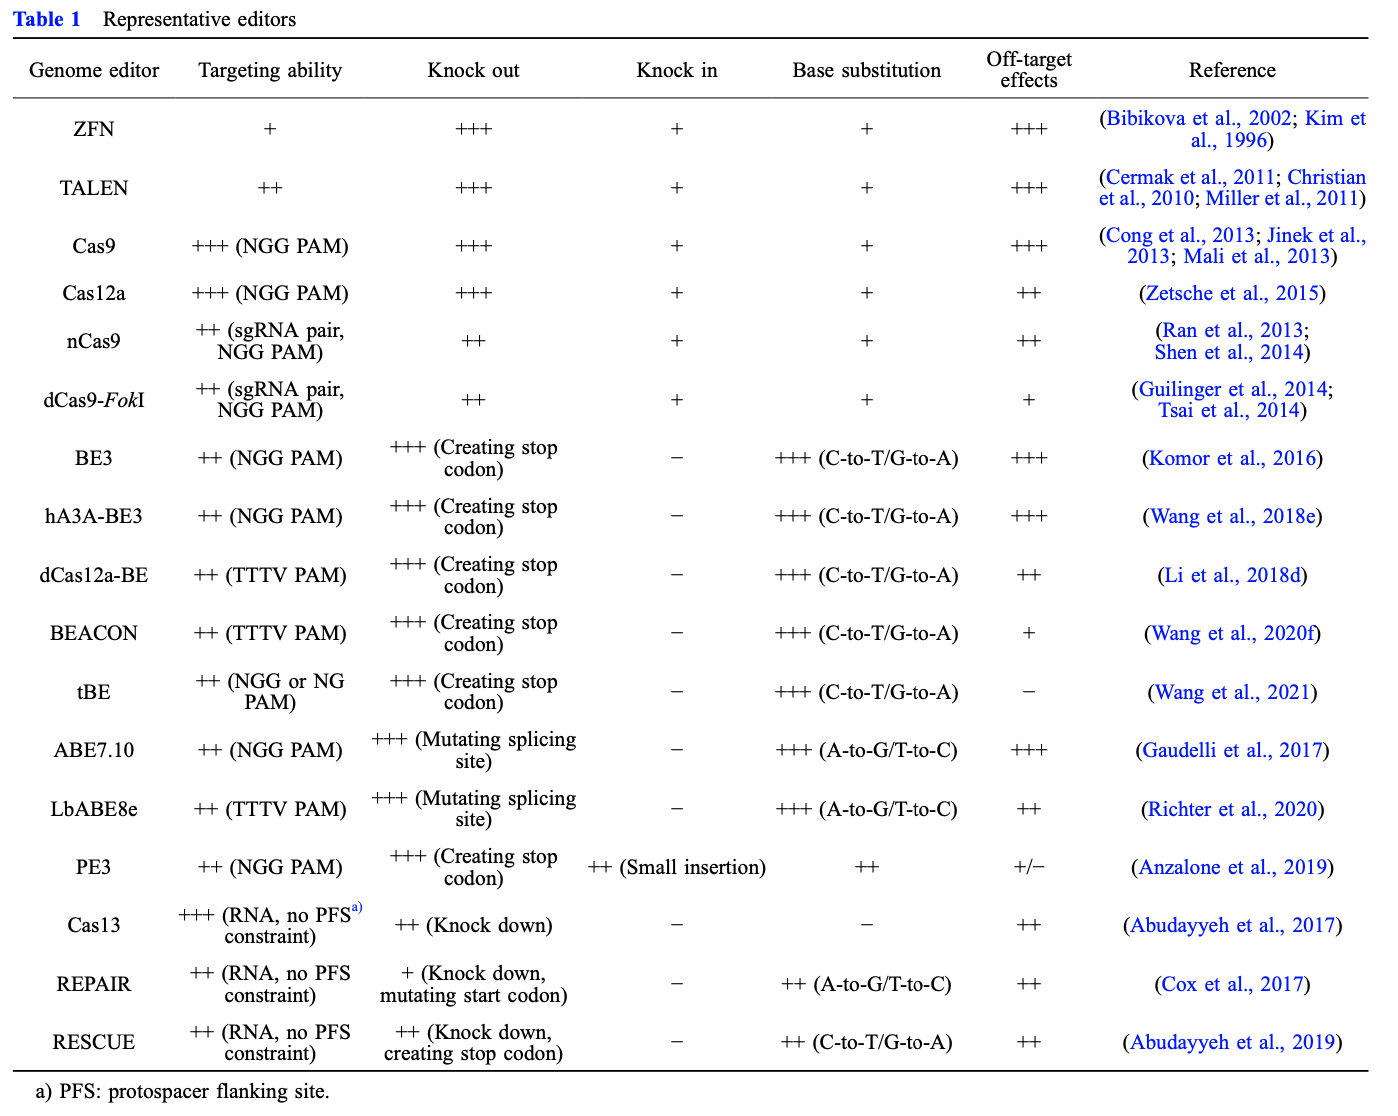 Table 1 Representative editors
Genome editor Targeting ability Knock out Knock in Base substitution Off-target effects Reference
ZFN + +++ + + +++ (Bibikova et al., 2002; Kim et
al., 1996)
TALEN ++ +++ + + +++ (Cermak et al., 2011; Christian
et al., 2010; Miller et al., 2011)
Cas9 +++ (NGG PAM) +++ + + +++ (Cong et al., 2013; Jinek et al.,
2013; Mali et al., 2013)
Cas12a +++ (NGG PAM) +++ + + ++ (Zetsche et al., 2015)
nCas9 ++ (sgRNA pair, NGG PAM) ++ + + ++ (Ran et al., 2013;
Shen et al., 2014)
dCas9-FokI ++ (sgRNA pair, NGG PAM) ++ + + + (Guilinger et al., 2014;
Tsai et al., 2014)
BE3 ++ (NGG PAM) +++ (Creating stop codon) − +++ (C-to-T/G-to-A) +++ (Komor et al., 2016)
hA3A-BE3 ++ (NGG PAM) +++ (Creating stop codon) − +++ (C-to-T/G-to-A) +++ (Wang et al., 2018e)
dCas12a-BE ++ (TTTV PAM) +++ (Creating stop codon) − +++ (C-to-T/G-to-A) ++ (Li et al., 2018d)
BEACON ++ (TTTV PAM) +++ (Creating stop codon) − +++ (C-to-T/G-to-A) + (Wang et al., 2020f)
tBE ++ (NGG or NG PAM) +++ (Creating stop codon) − +++ (C-to-T/G-to-A) − (Wang et al., 2021)
ABE7.10 ++ (NGG PAM) +++ (Mutating splicing site) − +++ (A-to-G/T-to-C) +++ (Gaudelli et al., 2017)
LbABE8e ++ (TTTV PAM) +++ (Mutating splicing site) − +++ (A-to-G/T-to-C) ++ (Richter et al., 2020)
PE3 ++ (NGG PAM) +++ (Creating stop codon) ++ (Small insertion) ++ +/− (Anzalone et al., 2019)
Cas13 +++ (RNA, no PFSa) constraint) ++ (Knock down) − − ++ (Abudayyeh et al., 2017)
REPAIR ++ (RNA, no PFS constraint) + (Knock down, mutating start codon) − ++ (A-to-G/T-to-C) ++ (Cox et al., 2017)
RESCUE ++ (RNA, no PFS constraint) ++ (Knock down, creating stop codon) − ++ (C-to-T/G-to-A) ++ (Abudayyeh et al., 2019)
a) PFS: protospacer flanking site.